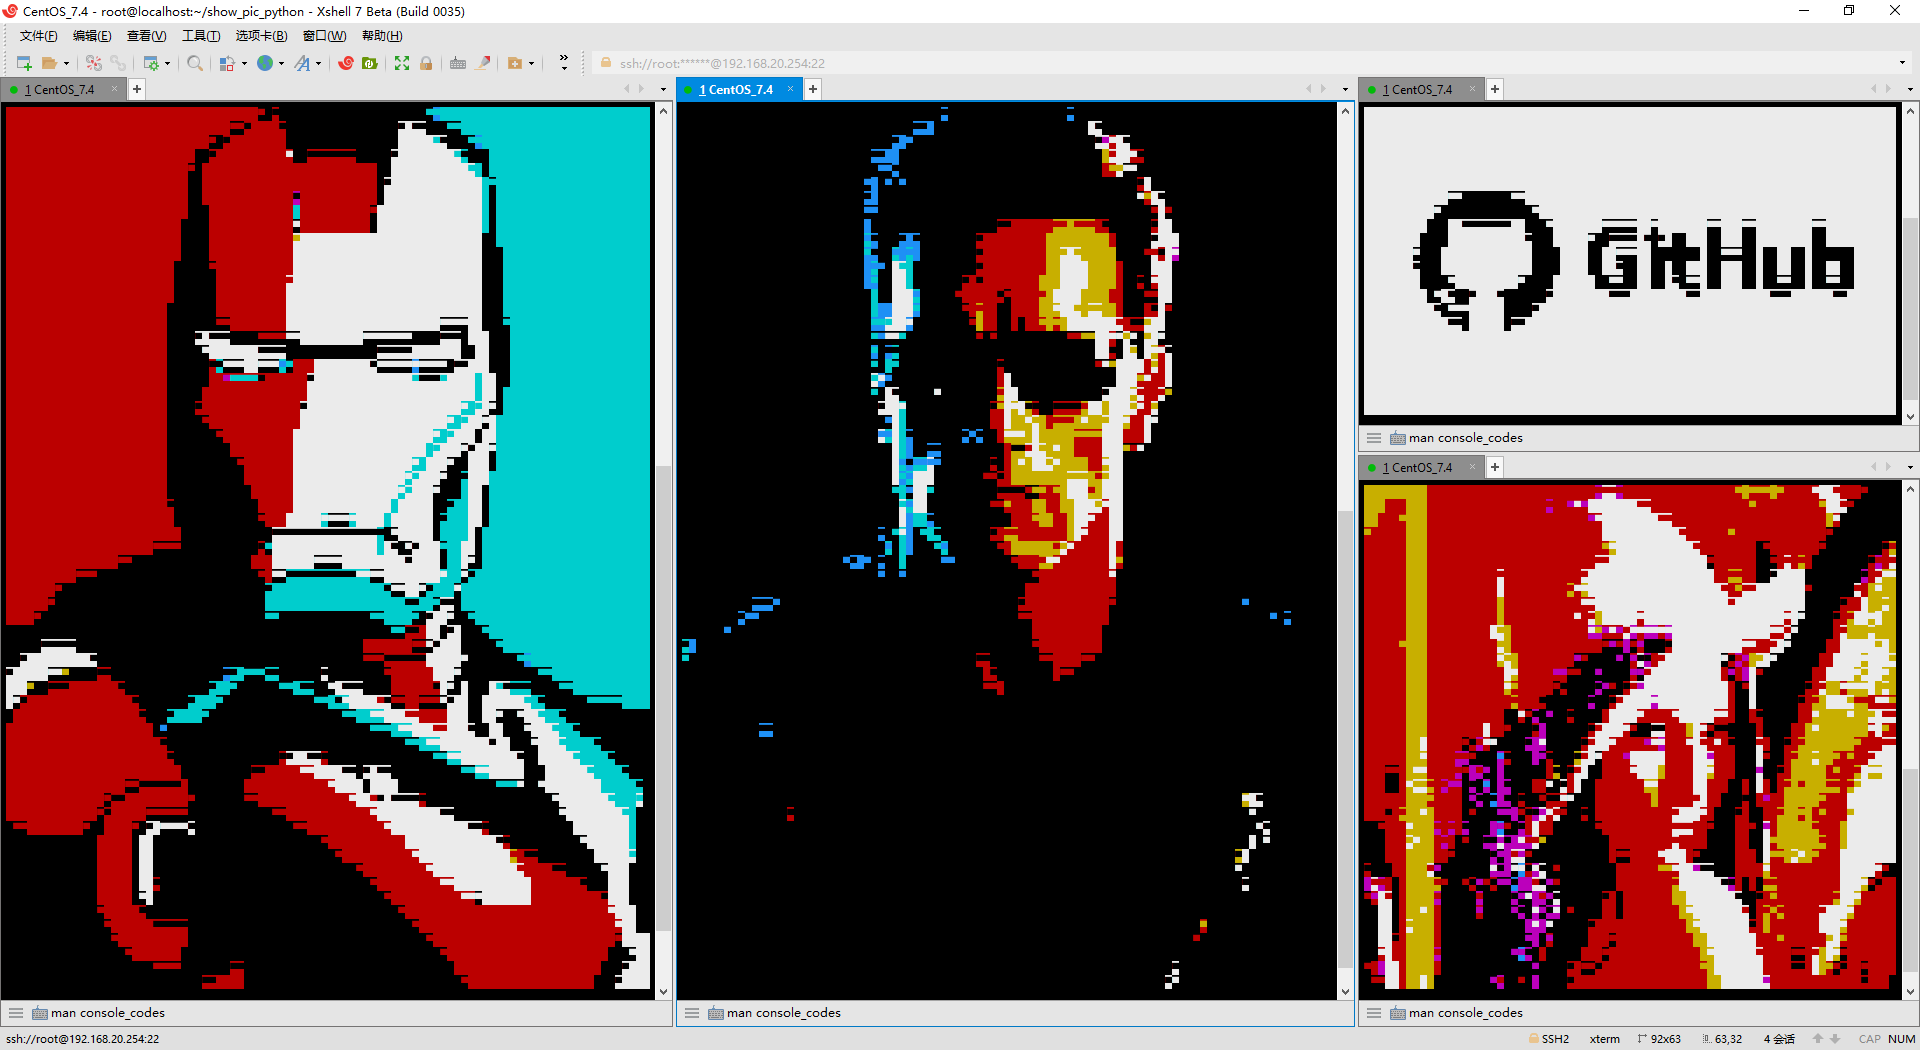 CentOS_7.4 - root@localhost:~/show_pic_python - Xshell 7 Beta (Build 0035)
文件(F) 编辑(E) 查看(V) 工具(T) 选项卡(B) 窗口(W) 帮助(H)
ssh://root:******@192.168.20.254:22
1 CentOS_7.4
1 CentOS_7.4
1 CentOS_7.4
GitHub
man console_codes
1 CentOS_7.4
man console_codes
man console_codes
man console_codes
ssh://root@192.168.20.254:22
SSH2 xterm 92x63 63,32 4 会话 CAP NUM